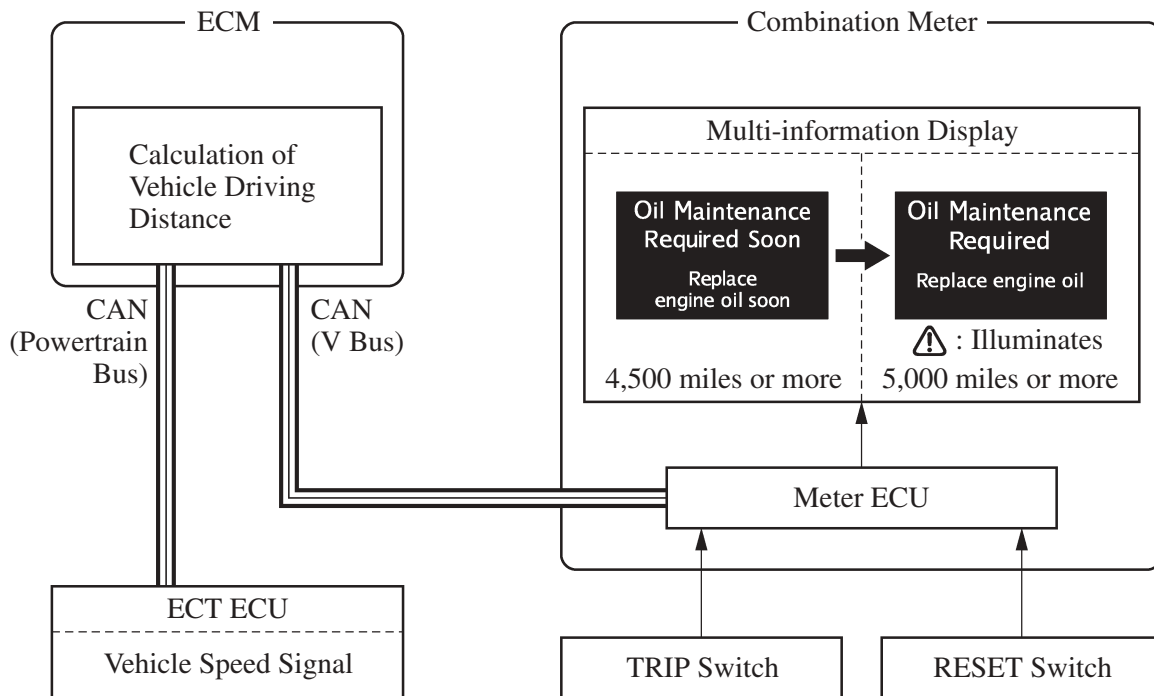 ECM
Calculation of
Vehicle Driving
Distance
CAN
(Powertrain
Bus)
CAN
(V Bus)
ECT ECU
Vehicle Speed Signal
Combination Meter
Multi-information Display
Oil Maintenance
Required Soon
Replace
engine oil soon
4,500 miles or more
Oil Maintenance
Required
Replace engine oil
: Illuminates
5,000 miles or more
Meter ECU
TRIP Switch
RESET Switch